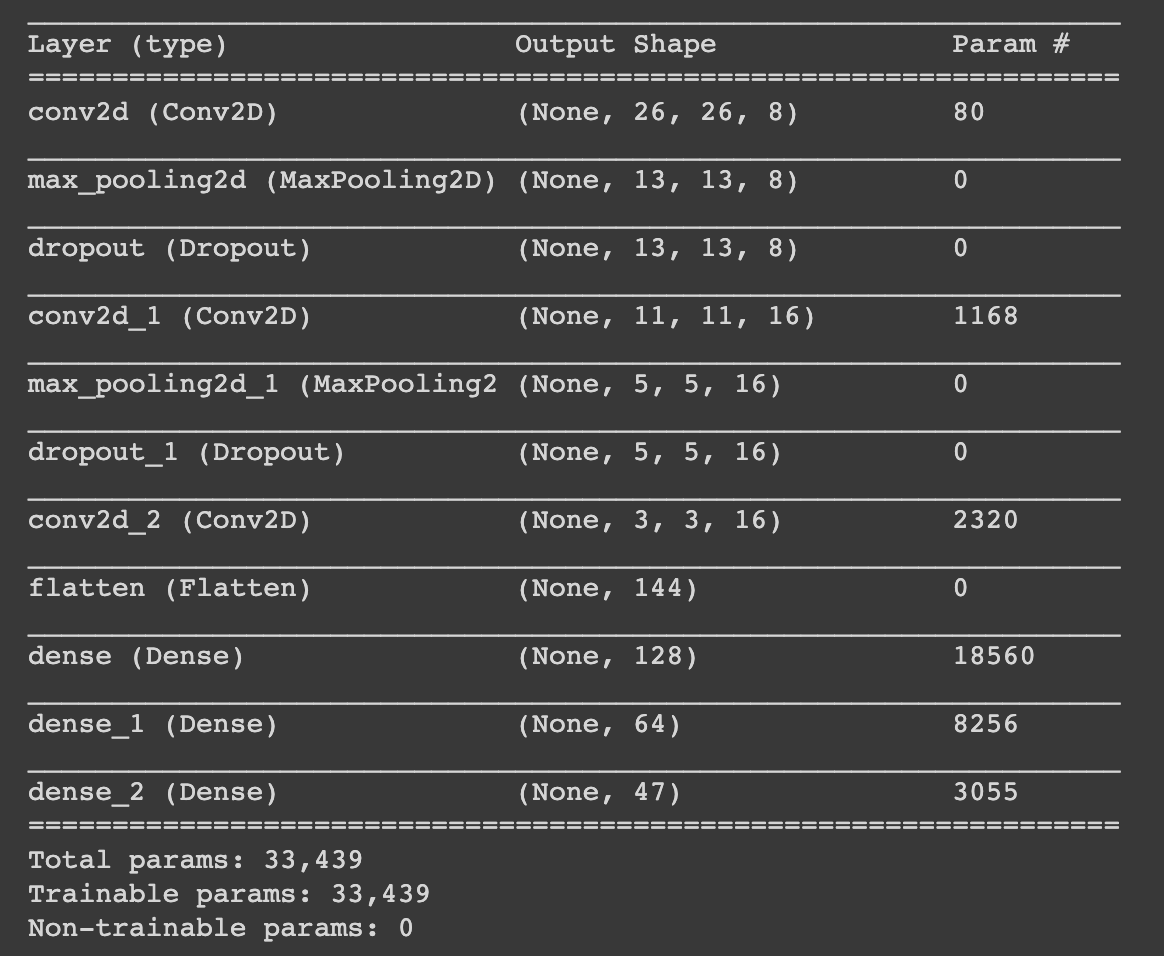 Layer (type) Output Shape Param #
=================================================================
conv2d (Conv2D) (None, 26, 26, 8) 80
max_pooling2d (MaxPooling2D) (None, 13, 13, 8) 0
dropout (Dropout) (None, 13, 13, 8) 0
conv2d_1 (Conv2D) (None, 11, 11, 16) 1168
max_pooling2d_1 (MaxPooling2 (None, 5, 5, 16) 0
dropout_1 (Dropout) (None, 5, 5, 16) 0
conv2d_2 (Conv2D) (None, 3, 3, 16) 2320
flatten (Flatten) (None, 144) 0
dense (Dense) (None, 128) 18560
dense_1 (Dense) (None, 64) 8256
dense_2 (Dense) (None, 47) 3055
=================================================================
Total params: 33,439
Trainable params: 33,439
Non-trainable params: 0